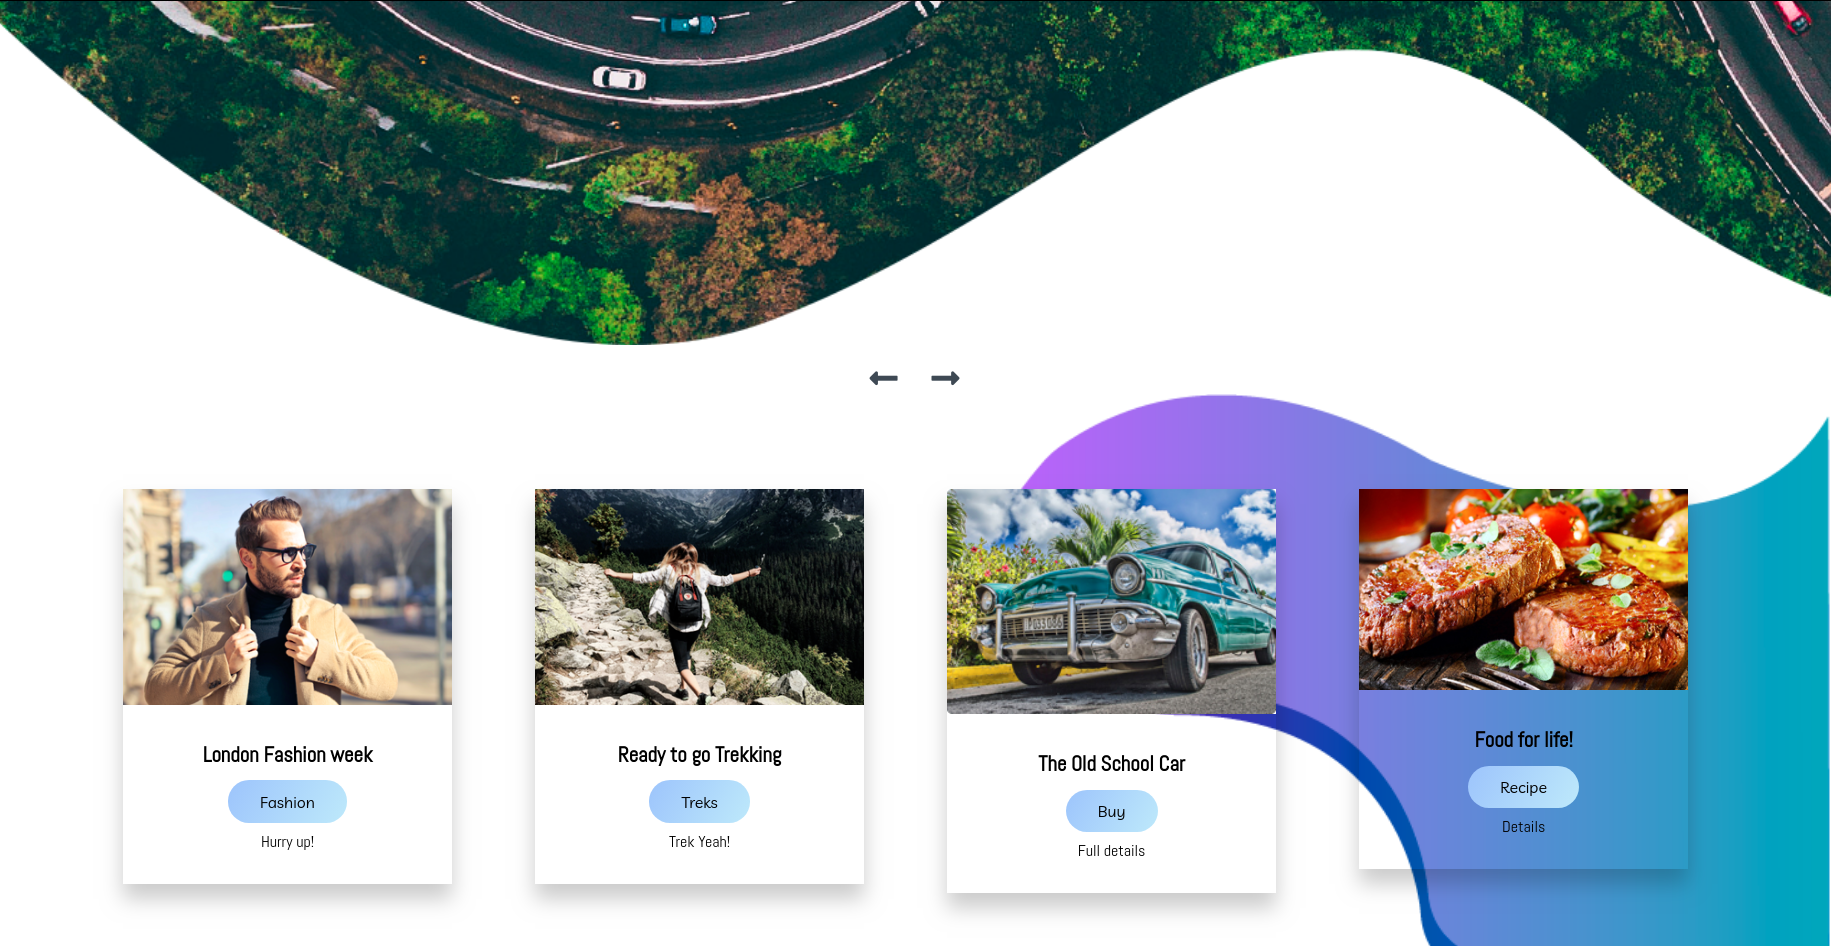 London Fashion week
Fashion
Hurry up!
Ready to go Trekking
Treks
Trek Yeah!
The Old School Car
Buy
Full details
Food for life!
Recipe
Details